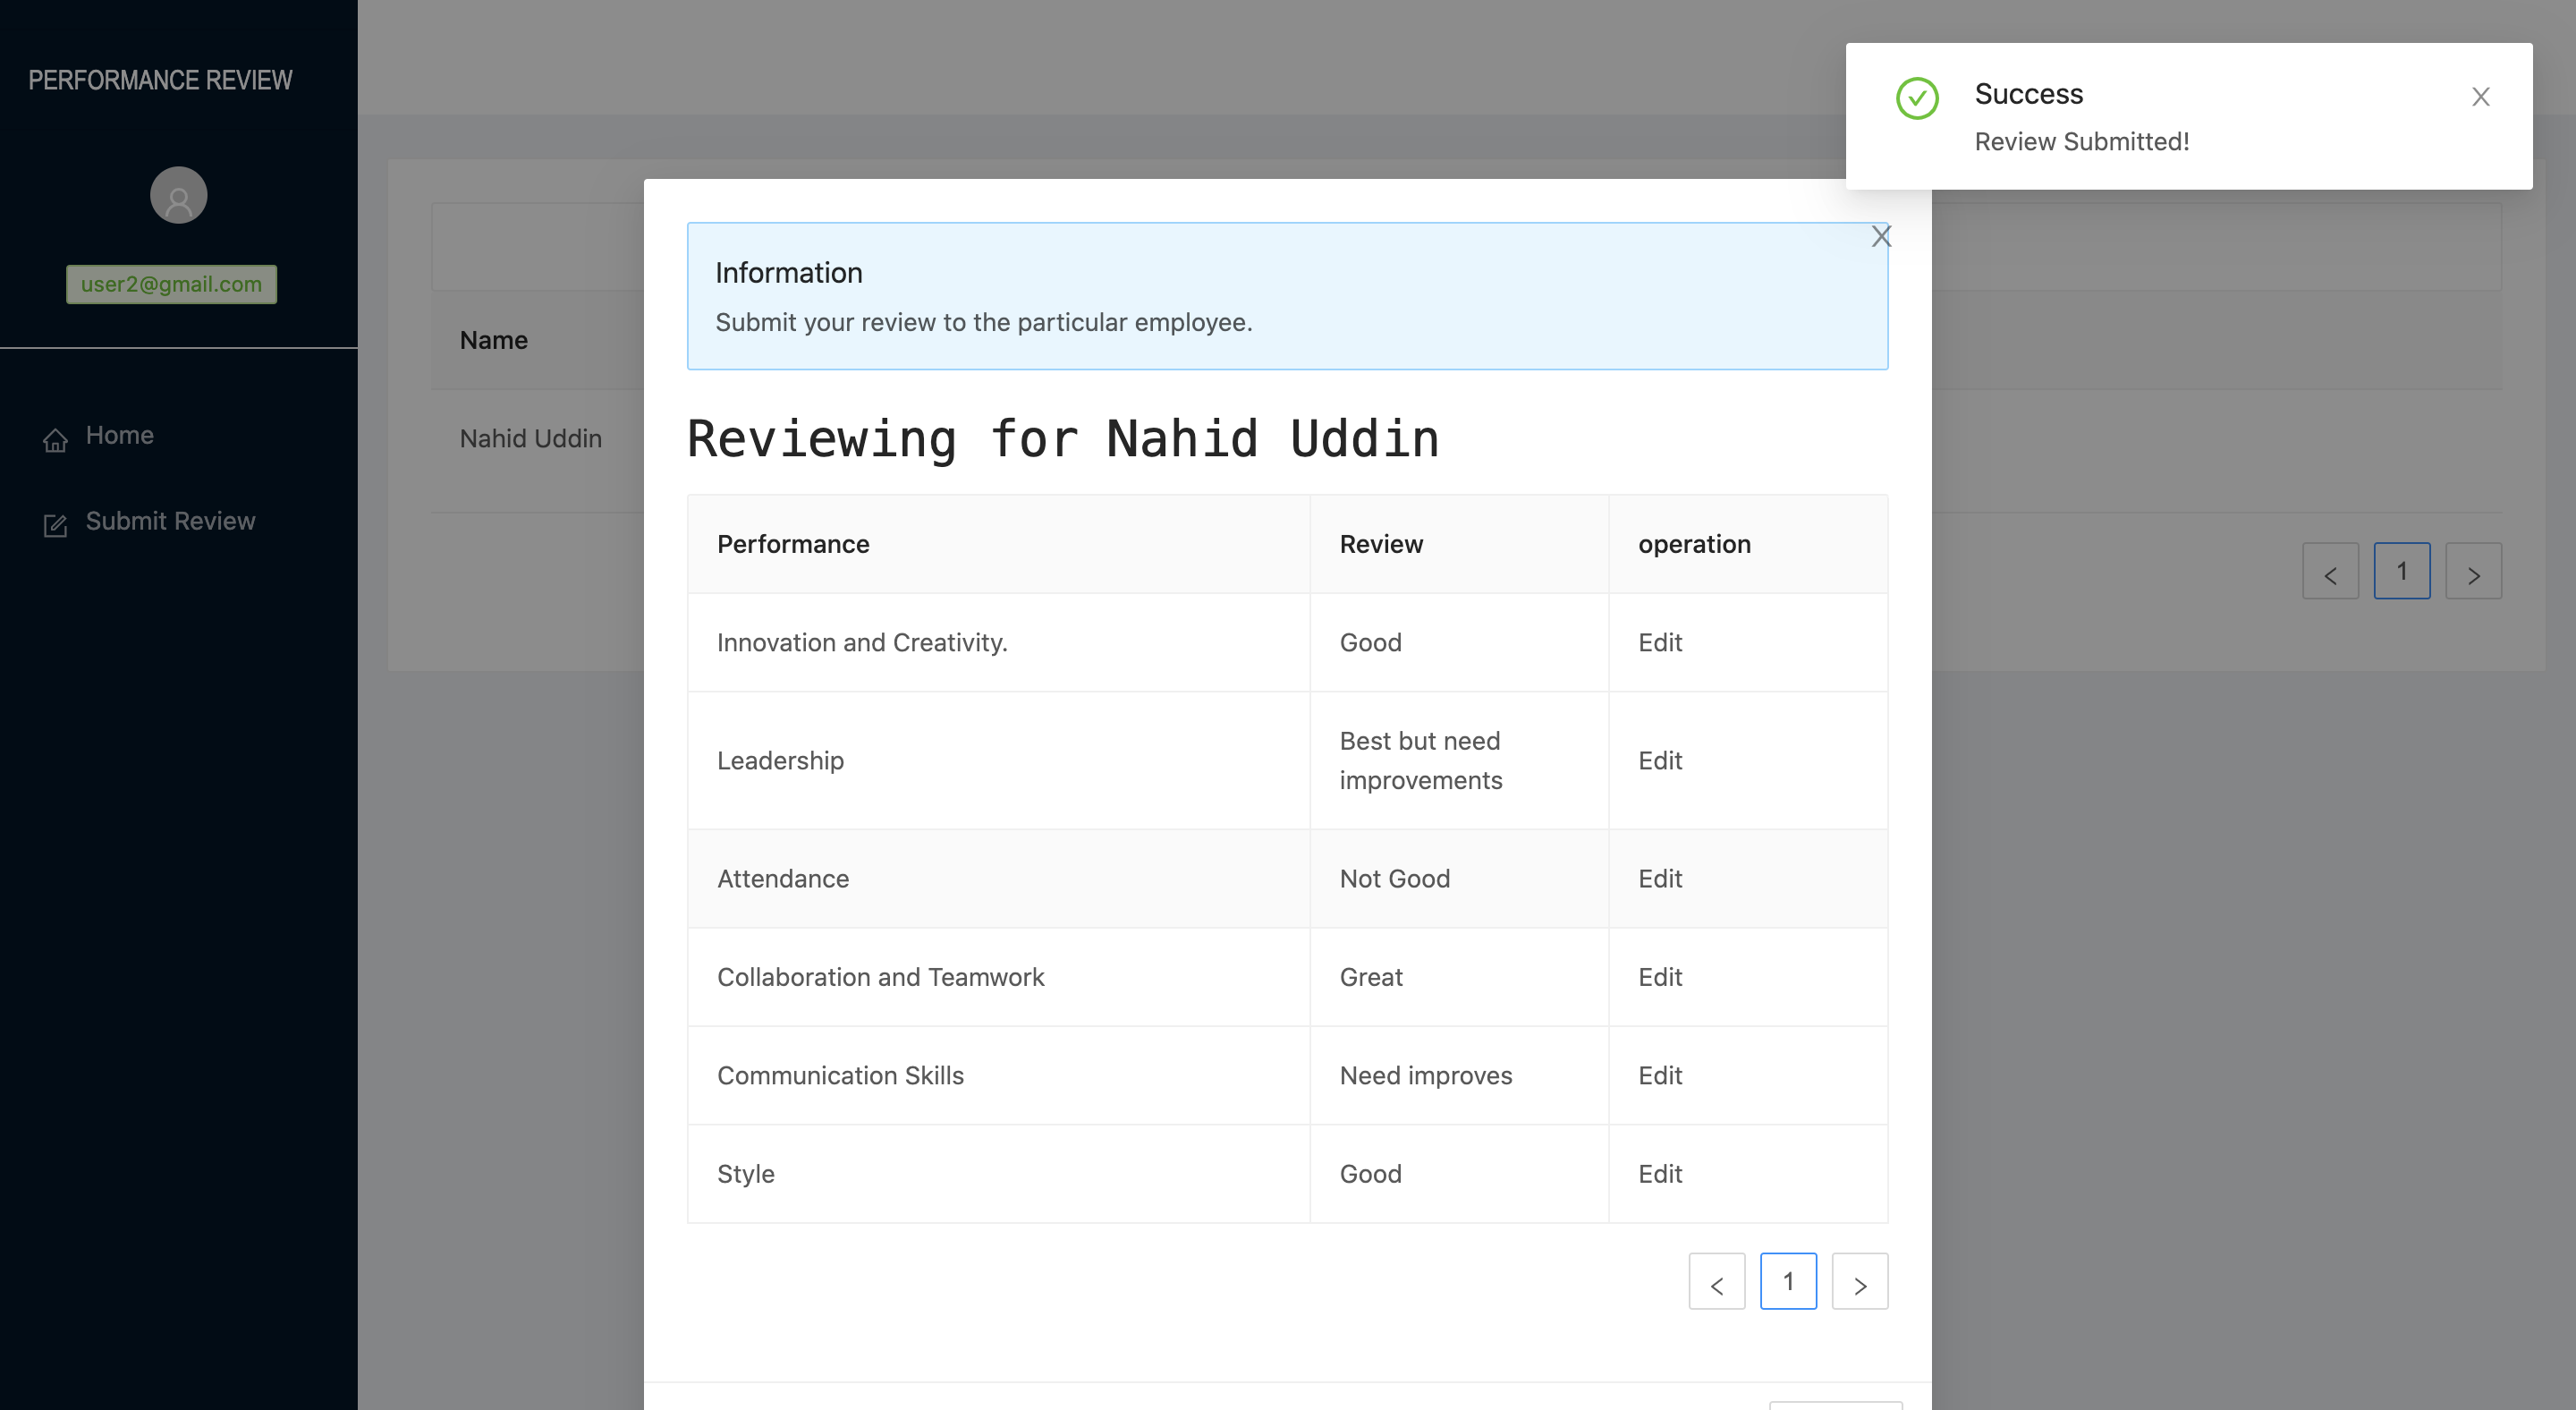 PERFORMANCE REVIEW
user2@gmail.com
Home
Submit Review
Name
Nahid Uddin
1
Success
Review Submitted!
Information
Submit your review to the particular employee.
Reviewing for Nahid Uddin
Performance Review operation
Innovation and Creativity. Good Edit
Leadership Best but need improvements Edit
Attendance Not Good Edit
Collaboration and Teamwork Great Edit
Communication Skills Need improves Edit
Style Good Edit
1